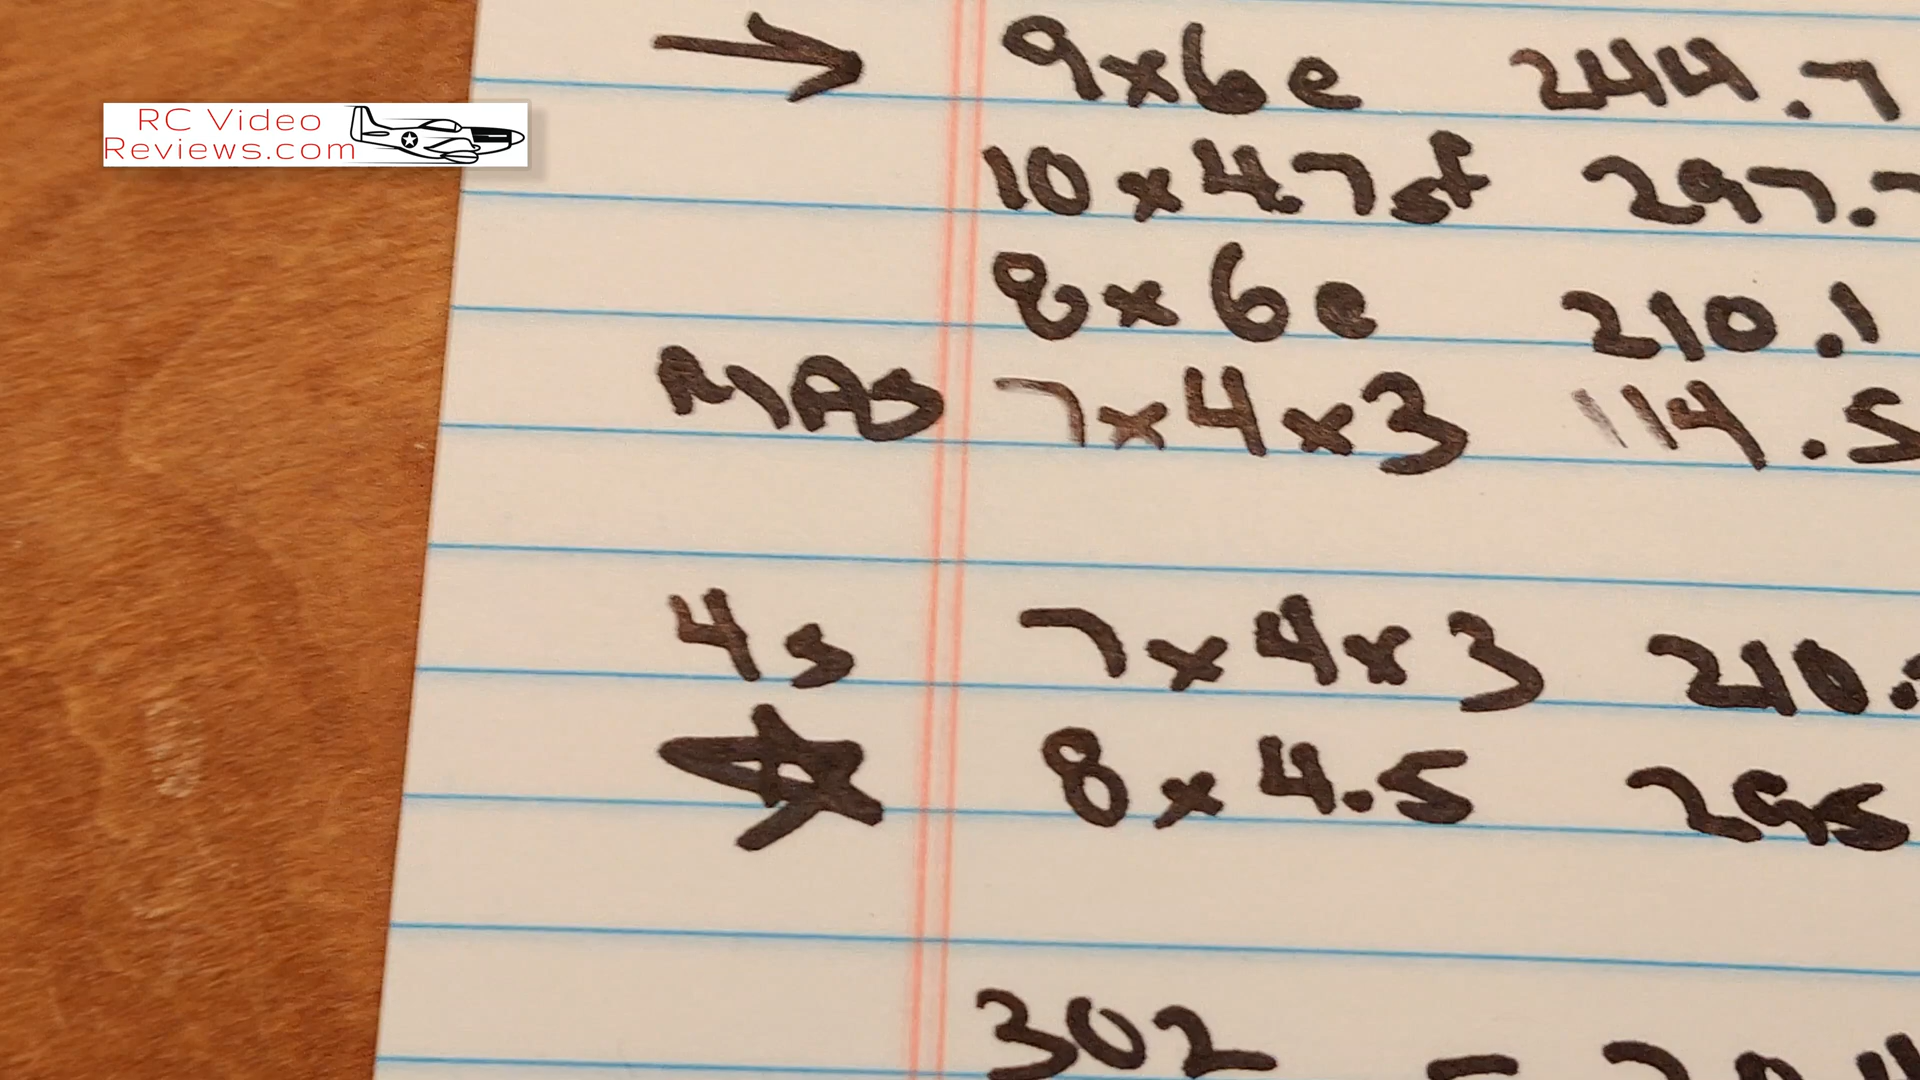 RC Video
Reviews.com
→ 9x6e 244.7
10x47sf 297.
8x6e 210.1
MAS 7x4x3 114.5
4s 7x4x3 210.
☆ 8x4.5 295
302